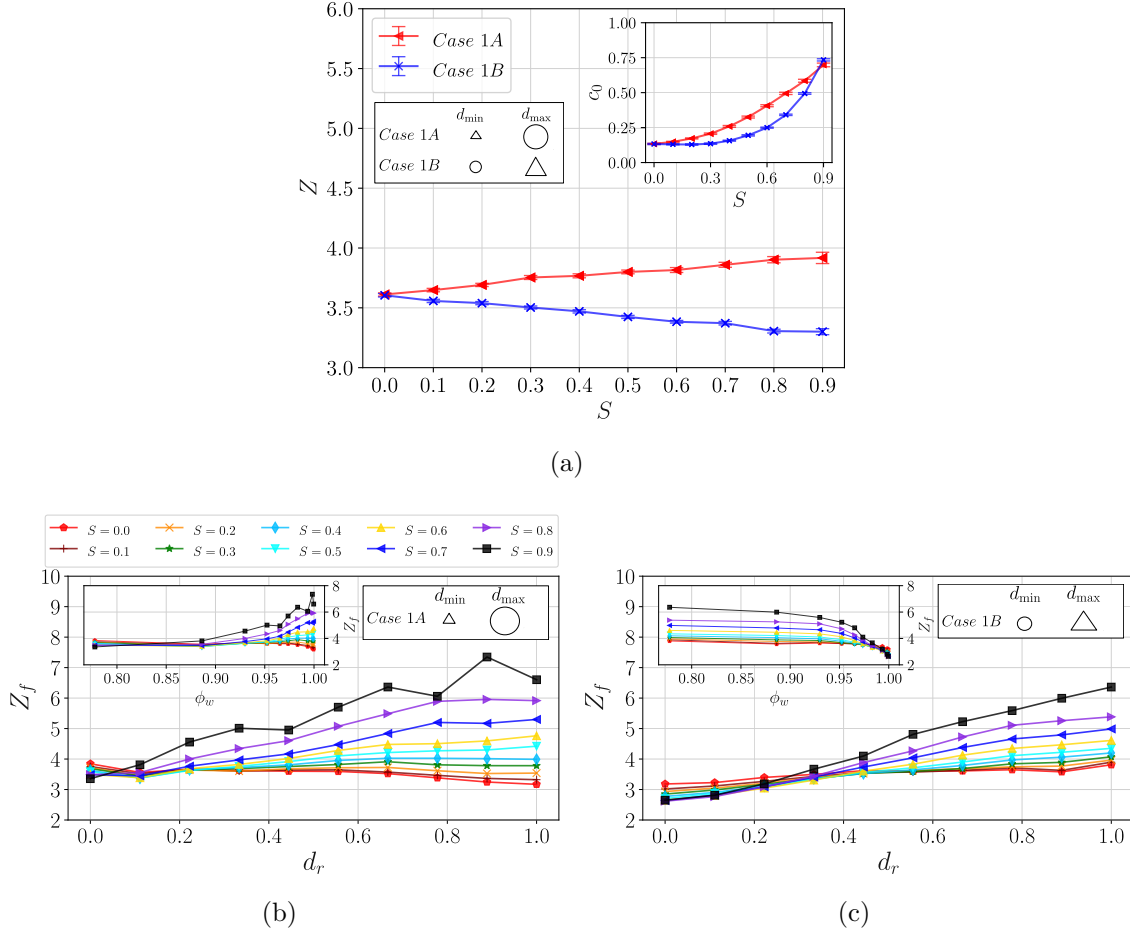 6.0
5.5
5.0
4.5
4.0
3.5
3.0
Z
Case 1A
Case 1B
d_min d_max
Case 1A
Case 1B
1.00
0.75
0.50
0.25
0.00
c_0
0.0 0.3 0.6 0.9
S
0.0 0.1 0.2 0.3 0.4 0.5 0.6 0.7 0.8 0.9
S
(a)
S = 0.0 S = 0.2 S = 0.4 S = 0.6 S = 0.8
S = 0.1 S = 0.3 S = 0.5 S = 0.7 S = 0.9
10
9
8
7
6
5
4
3
2
Z_f
8
6
4
2
Z_f
0.80 0.85 0.90 0.95 1.00
ϕ_w
d_min d_max
Case 1A
0.0 0.2 0.4 0.6 0.8 1.0
d_r
(b)
10
9
8
7
6
5
4
3
2
Z_f
8
6
4
2
Z_f
0.80 0.85 0.90 0.95 1.00
ϕ_w
d_min d_max
Case 1B
0.0 0.2 0.4 0.6 0.8 1.0
d_r
(c)